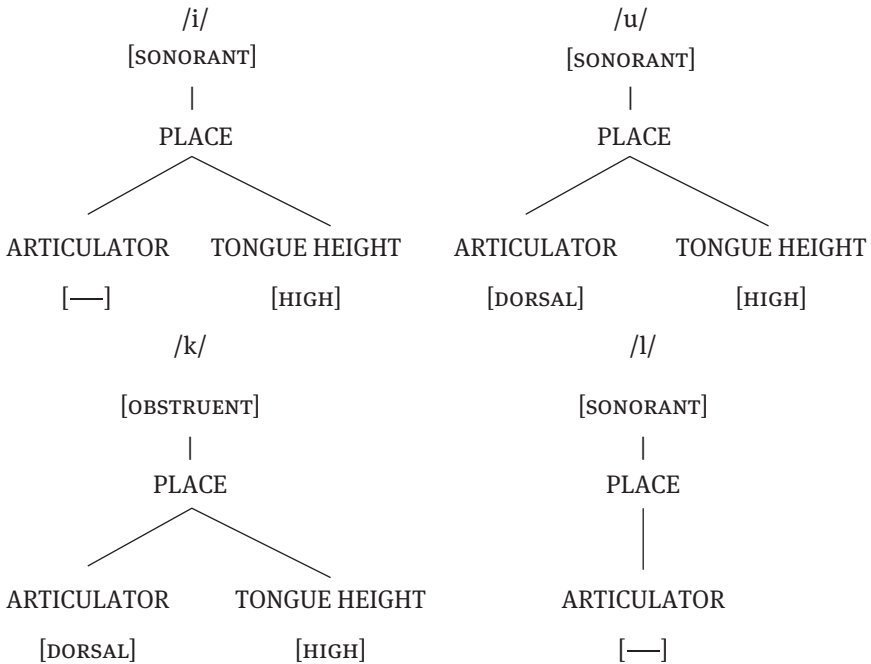 /i/ /u/
[SONORANT] [SONORANT]
PLACE PLACE
ARTICULATOR TONGUE HEIGHT ARTICULATOR TONGUE HEIGHT
[—] [HIGH] [DORSAL] [HIGH]
/k/ /l/
[OBSTRUENT] [SONORANT]
PLACE PLACE
ARTICULATOR TONGUE HEIGHT ARTICULATOR
[DORSAL] [HIGH] [—]